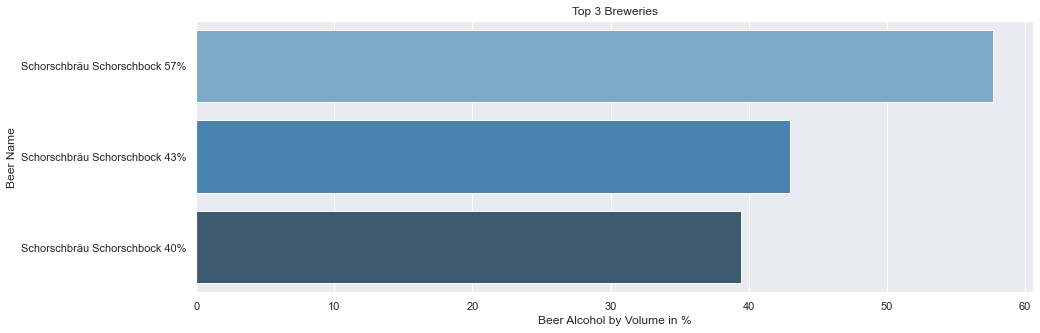 Top 3 Breweries
Schorschbräu Schorschbock 57%
Schorschbräu Schorschbock 43%
Schorschbräu Schorschbock 40%
Beer Name
0 10 20 30 40 50 60
Beer Alcohol by Volume in %